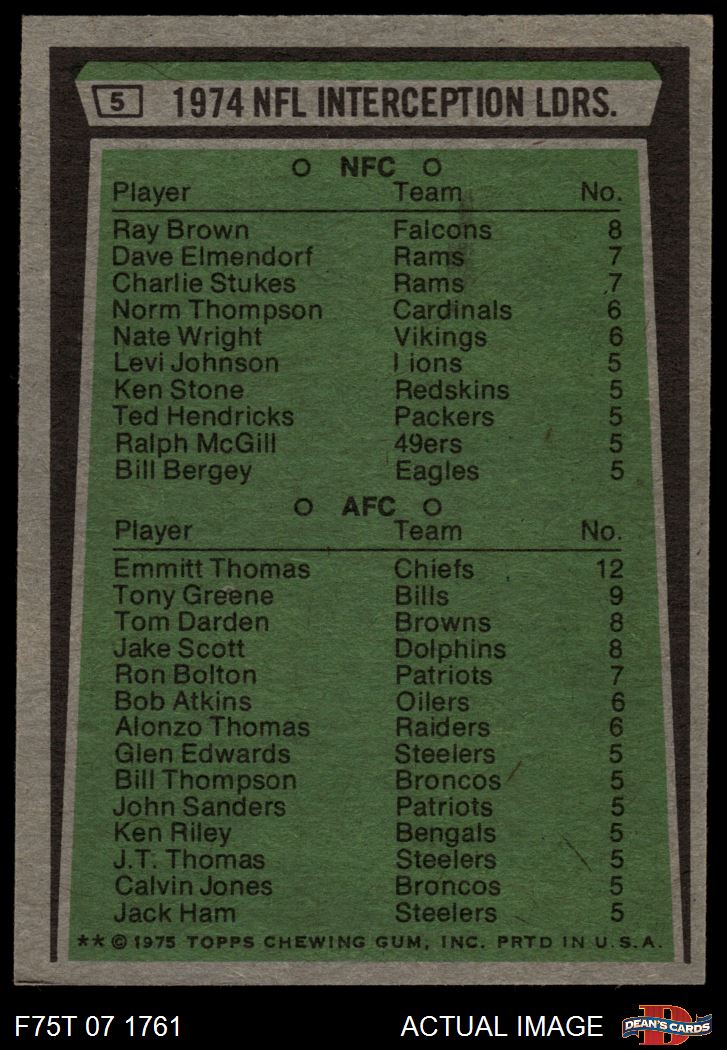 5 1974 NFL INTERCEPTION LDRS.
O NFC O
Player Team No.
Ray Brown Falcons 8
Dave Elmendorf Rams 7
Charlie Stukes Rams 7
Norm Thompson Cardinals 6
Nate Wright Vikings 6
Levi Johnson Lions 5
Ken Stone Redskins 5
Ted Hendricks Packers 5
Ralph McGill 49ers 5
Bill Bergey Eagles 5
O AFC O
Player Team No.
Emmitt Thomas Chiefs 12
Tony Greene Bills 9
Tom Darden Browns 8
Jake Scott Dolphins 8
Ron Bolton Patriots 7
Bob Atkins Oilers 6
Alonzo Thomas Raiders 6
Glen Edwards Steelers 5
Bill Thompson Broncos 5
John Sanders Patriots 5
Ken Riley Bengals 5
J.T. Thomas Steelers 5
Calvin Jones Broncos 5
Jack Ham Steelers 5
** © 1975 TOPPS CHEWING GUM, INC. PRTD IN U.S.A.
F75T 07 1761 ACTUAL IMAGE D DEAN'S CARDS